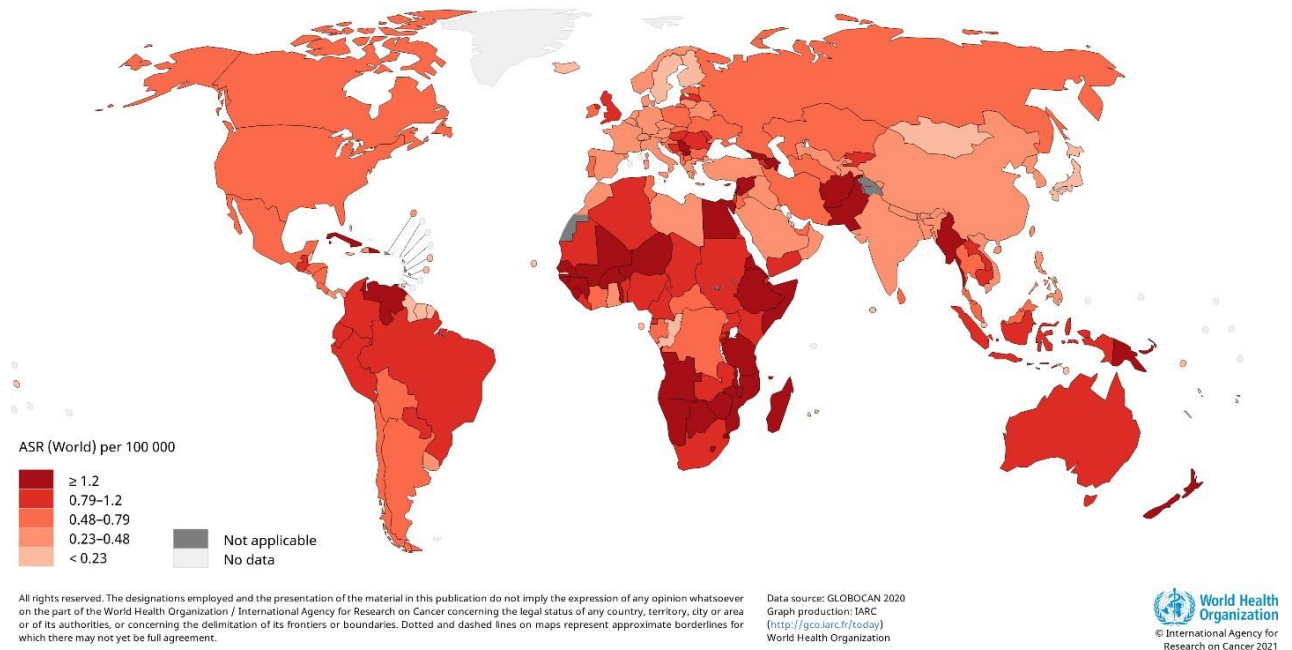 ASR (World) per 100 000
≥ 1.2
0.79–1.2
0.48–0.79
0.23–0.48
< 0.23
Not applicable
No data
All rights reserved. The designations employed and the presentation of the material in this publication do not imply the expression of any opinion whatsoever
on the part of the World Health Organization / International Agency for Research on Cancer concerning the legal status of any country, territory, city or area
or of its authorities, or concerning the delimitation of its frontiers or boundaries. Dotted and dashed lines on maps represent approximate borderlines for
which there may not yet be full agreement.
Data source: GLOBOCAN 2020
Graph production: IARC
(http://gco.iarc.fr/today)
World Health Organization
World Health
Organization
© International Agency for
Research on Cancer 2021